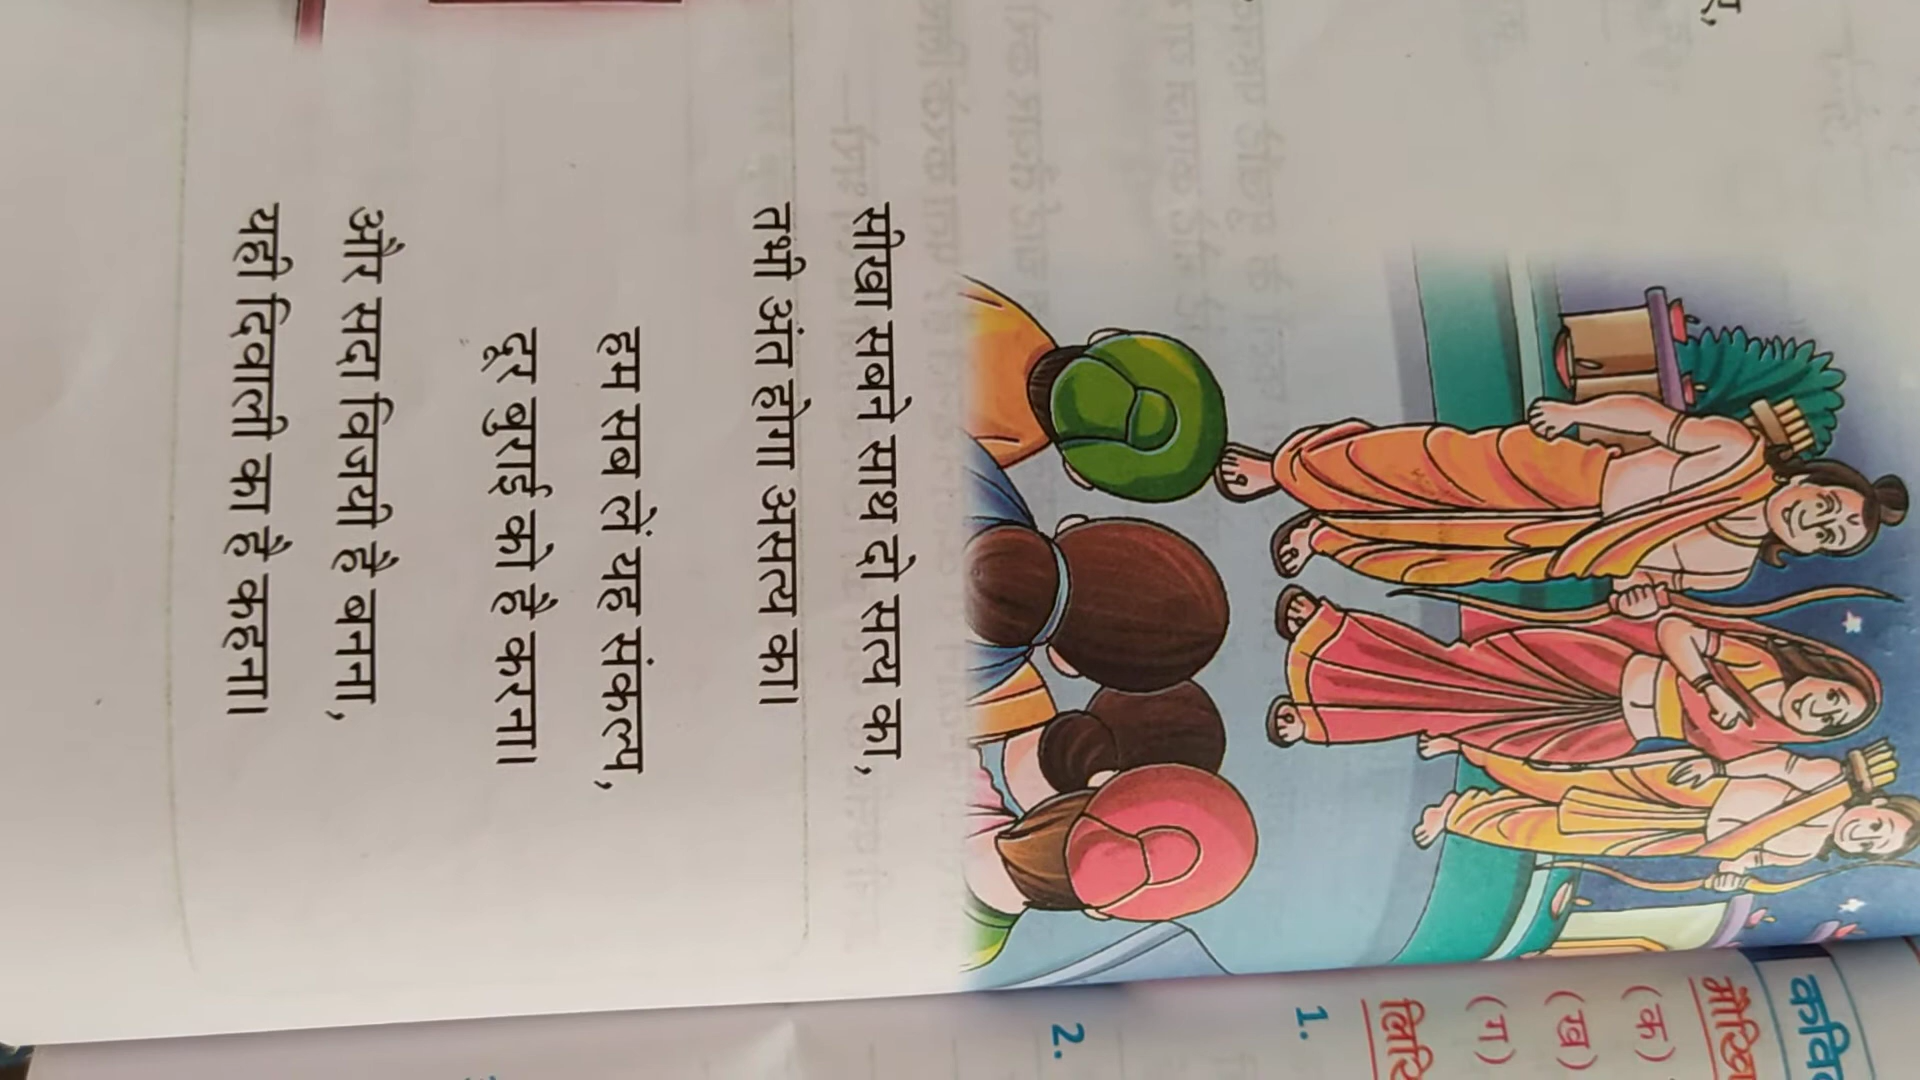 सीखा सबने साथ दो सत्य का,
तभी अंत होगा असत्य का।
हम सब लें यह संकल्प,
दूर बुराई को है करना।
और सदा विजयी है बनना,
यही दिवाली का है कहना।
(क)
(ख)
(ग)
1.
2.